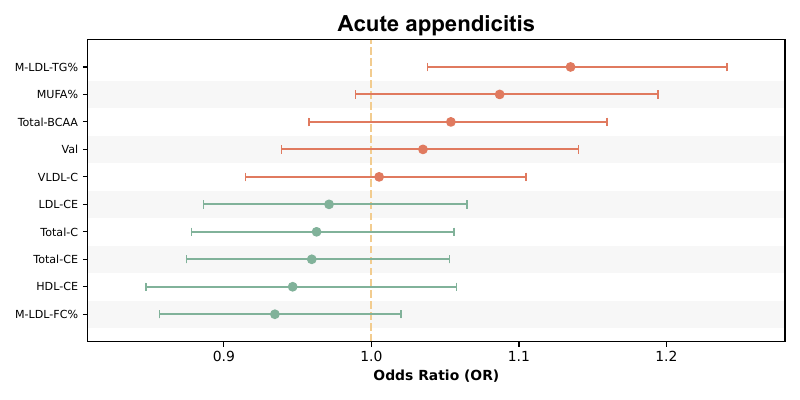 Acute appendicitis
M-LDL-TG%
MUFA%
Total-BCAA
Val
VLDL-C
LDL-CE
Total-C
Total-CE
HDL-CE
M-LDL-FC%
0.9 1.0 1.1 1.2
Odds Ratio (OR)